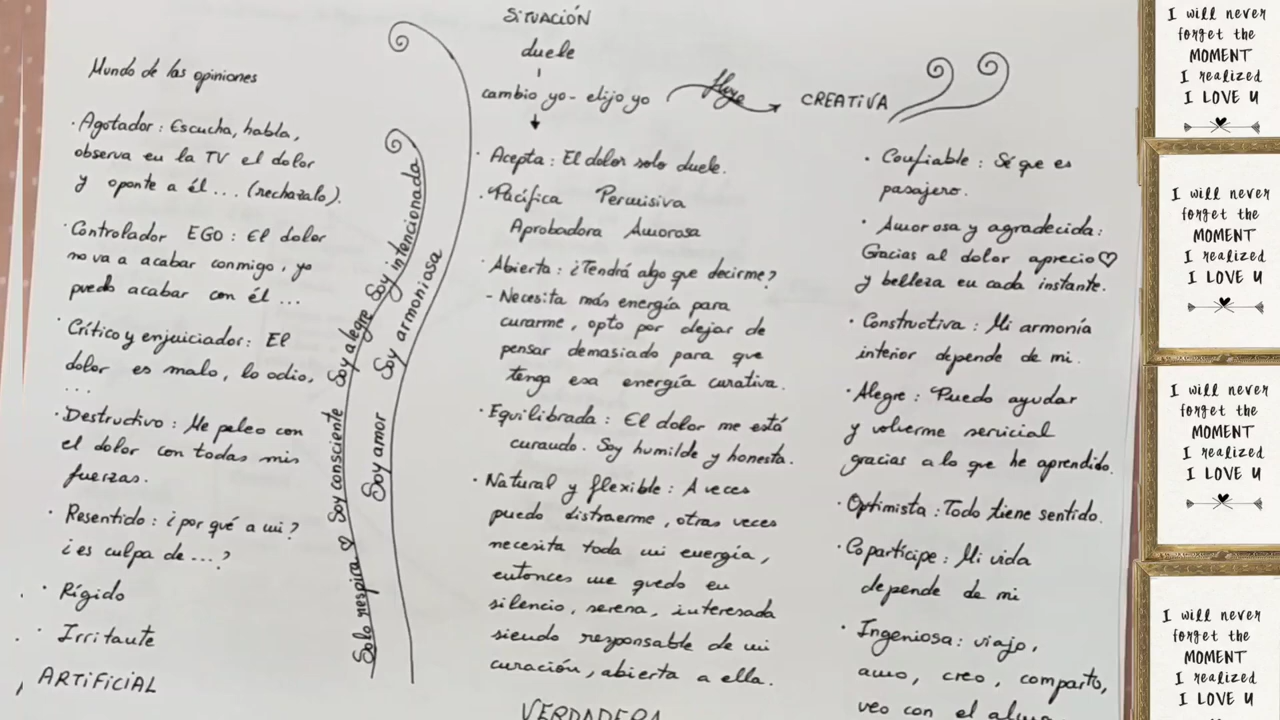 SITUACIÓN
duele
cambio yo - elijo yo
fluye
CREATIVA
Mundo de las opiniones
· Agotador: Escucha, habla,
observa en la TV el dolor
y oponte a él... (rechazalo).
· Controlador EGO: El dolor
no va a acabar conmigo, yo
puedo acabar con él ...
· Crítico y enjuiciador: El
dolor es malo, lo odio,
...
· Destructivo: Me peleo con
el dolor con todas mis
fuerzas.
· Resentido: ¿por qué a mi?
¿es culpa de ...?
· Rígido
· Irritante
ARTIFICIAL
Solo respira ♡ Soy consciente Soy alegre Soy intencionada
Soy amor Soy armoniosa
· Acepta: El dolor solo duele.
· Pacífica Permisiva
Aprobadora Amorosa
· Abierta: ¿Tendrá algo que decirme?
- Necesita más energía para
curarme, opto por dejar de
pensar demasiado para que
tenga esa energía curativa.
· Equilibrada: El dolor me está
curando. Soy humilde y honesta.
· Natural y flexible: A veces
puedo distraerme, otras veces
necesita toda mi energía,
entonces me quedo en
silencio, serena, interesada
siendo responsable de mi
curación, abierta a ella.
VERDADERA
· Confiable: Sé que es
pasajero.
· Amorosa y agradecida:
Gracias al dolor aprecio ♡
y belleza en cada instante.
· Constructiva: Mi armonía
interior depende de mi.
· Alegre: Puedo ayudar
y volverme servicial
gracias a lo que he aprendido.
· Optimista: Todo tiene sentido.
· Copartícipe: Mi vida
depende de mi
· Ingeniosa: viajo,
amo, creo, comparto,
veo con el alma
I will never
forget the
MOMENT
I realized
I LOVE U
I will never
forget the
MOMENT
I realized
I LOVE U
I will never
forget the
MOMENT
I realized
I LOVE U
I will never
forget the
MOMENT
I realized
I LOVE U